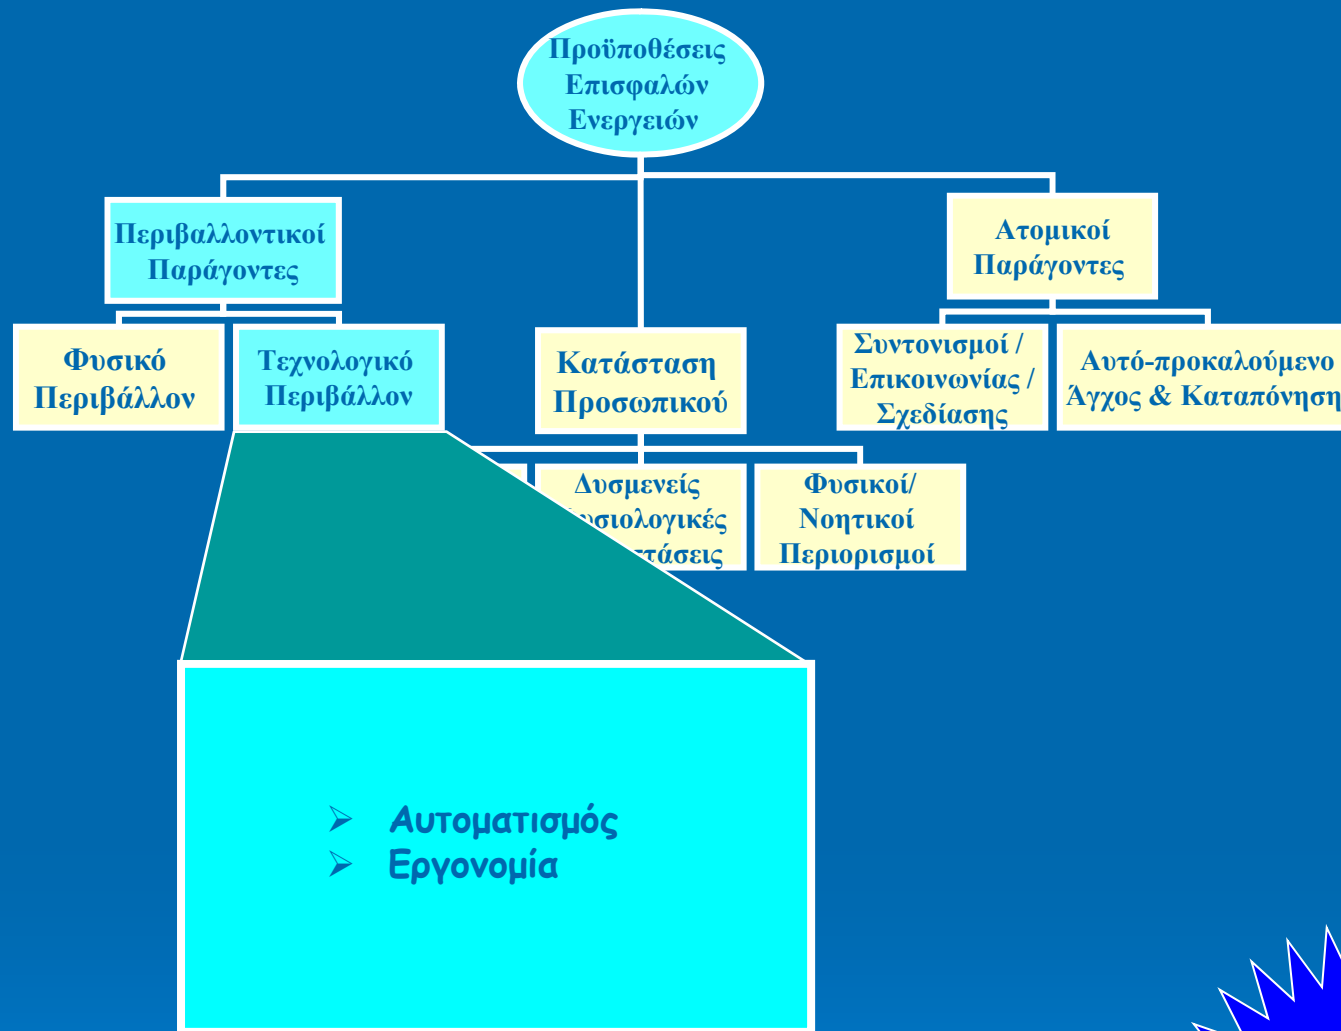 Προϋποθέσεις
Επισφαλών
Ενεργειών
Περιβαλλοντικοί
Παράγοντες
Ατομικοί
Παράγοντες
Φυσικό
Περιβάλλον
Τεχνολογικό
Περιβάλλον
Κατάσταση
Προσωπικού
Συντονισμοί /
Επικοινωνίας /
Σχεδίασης
Αυτό-προκαλούμενο
Άγχος & Καταπόνηση
Δυσμενείς
Φυσικοί/
Νοητικοί
Περιορισμοί
➢ Αυτοματισμός
➢ Εργονομία